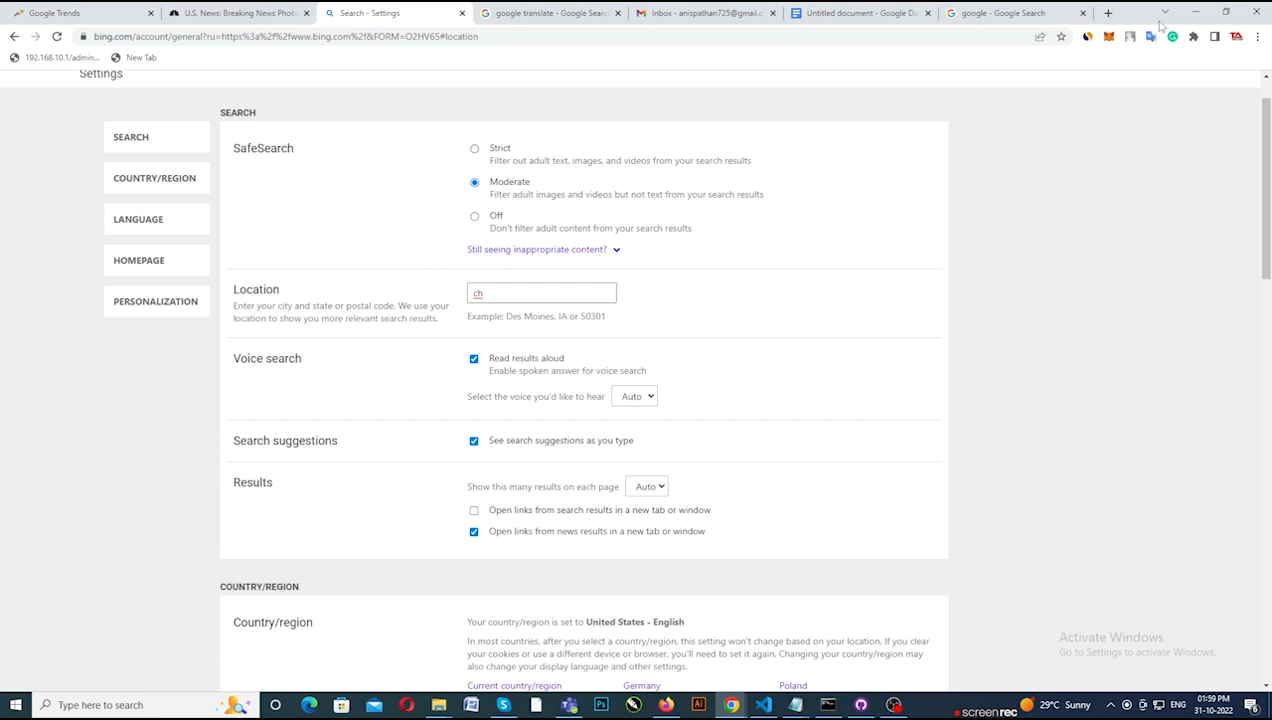 Google Trends
U.S. News: Breaking News Photo
Search - Settings
google translate - Google Searc
Inbox - anispathan725@gmail.c
Untitled document - Google Do
google - Google Search
bing.com/account/general?ru=https%3a%2f%2fwww.bing.com%2f&FORM=O2HV65#location
192.168.10.1/admin...
New Tab
Settings
SEARCH
COUNTRY/REGION
LANGUAGE
HOMEPAGE
PERSONALIZATION
SEARCH
SafeSearch
Strict
Filter out adult text, images, and videos from your search results
Moderate
Filter adult images and videos but not text from your search results
Off
Don't filter adult content from your search results
Still seeing inappropriate content?
Location
Enter your city and state or postal code. We use your
location to show you more relevant search results.
ch
Example: Des Moines, IA or 50301
Voice search
Read results aloud
Enable spoken answer for voice search
Select the voice you'd like to hear
Auto
Search suggestions
See search suggestions as you type
Results
Show this many results on each page
Auto
Open links from search results in a new tab or window
Open links from news results in a new tab or window
COUNTRY/REGION
Country/region
Your country/region is set to United States - English
In most countries, after you select a country/region, this setting won't change based on your location. If you clear
your cookies or use a different device or browser, you'll need to set it again. Changing your country/region may
also change your display language and other settings.
Current country/region
Germany
Poland
Activate Windows
Go to Settings to activate Windows.
Type here to search
screenrec
29°C Sunny
ENG
01:59 PM
31-10-2022